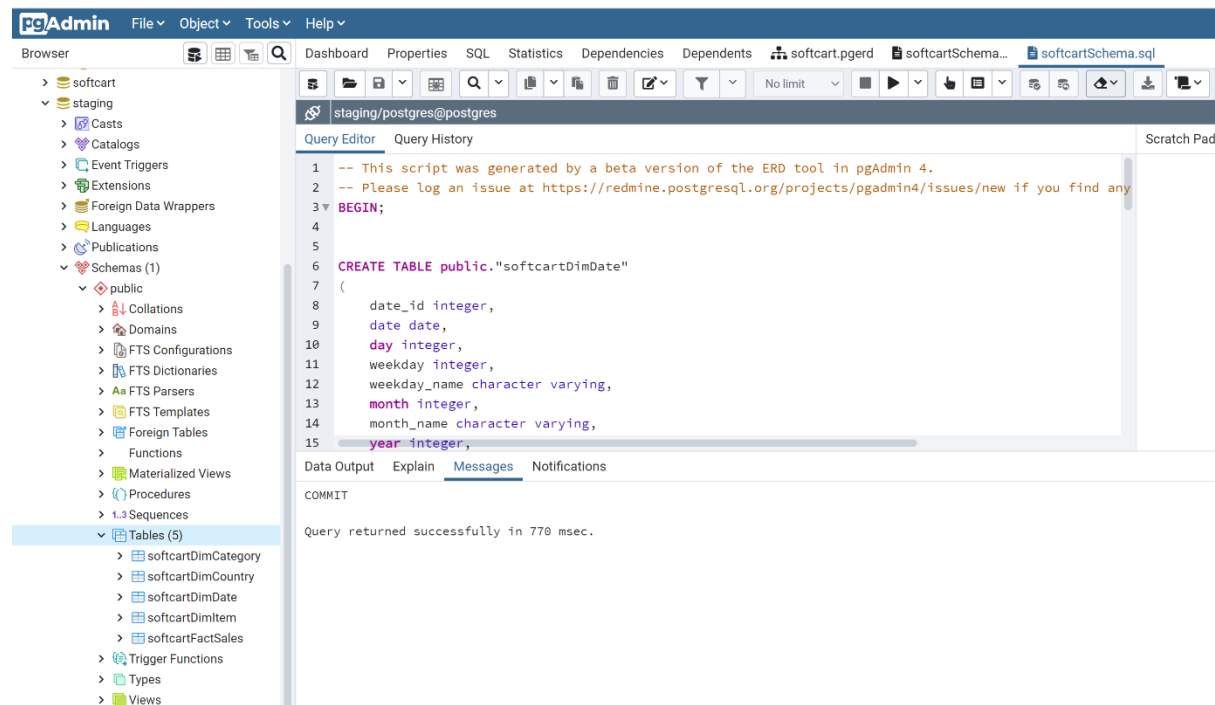 pgAdmin File Object Tools Help
Browser
Dashboard Properties SQL Statistics Dependencies Dependents softcart.pgerd softcartSchema... softcartSchema.sql
No limit
staging/postgres@postgres
Query Editor Query History
Scratch Pad
softcart
staging
Casts
Catalogs
Event Triggers
Extensions
Foreign Data Wrappers
Languages
Publications
Schemas (1)
public
Collations
Domains
FTS Configurations
FTS Dictionaries
Aa FTS Parsers
FTS Templates
Foreign Tables
Functions
Materialized Views
Procedures
1..3 Sequences
Tables (5)
softcartDimCategory
softcartDimCountry
softcartDimDate
softcartDimItem
softcartFactSales
Trigger Functions
Types
Views
1 -- This script was generated by a beta version of the ERD tool in pgAdmin 4.
2 -- Please log an issue at https://redmine.postgresql.org/projects/pgadmin4/issues/new if you find any
3 BEGIN;
4
5
6 CREATE TABLE public."softcartDimDate"
7 (
8 date_id integer,
9 date date,
10 day integer,
11 weekday integer,
12 weekday_name character varying,
13 month integer,
14 month_name character varying,
15 year integer,
Data Output Explain Messages Notifications
COMMIT
Query returned successfully in 770 msec.